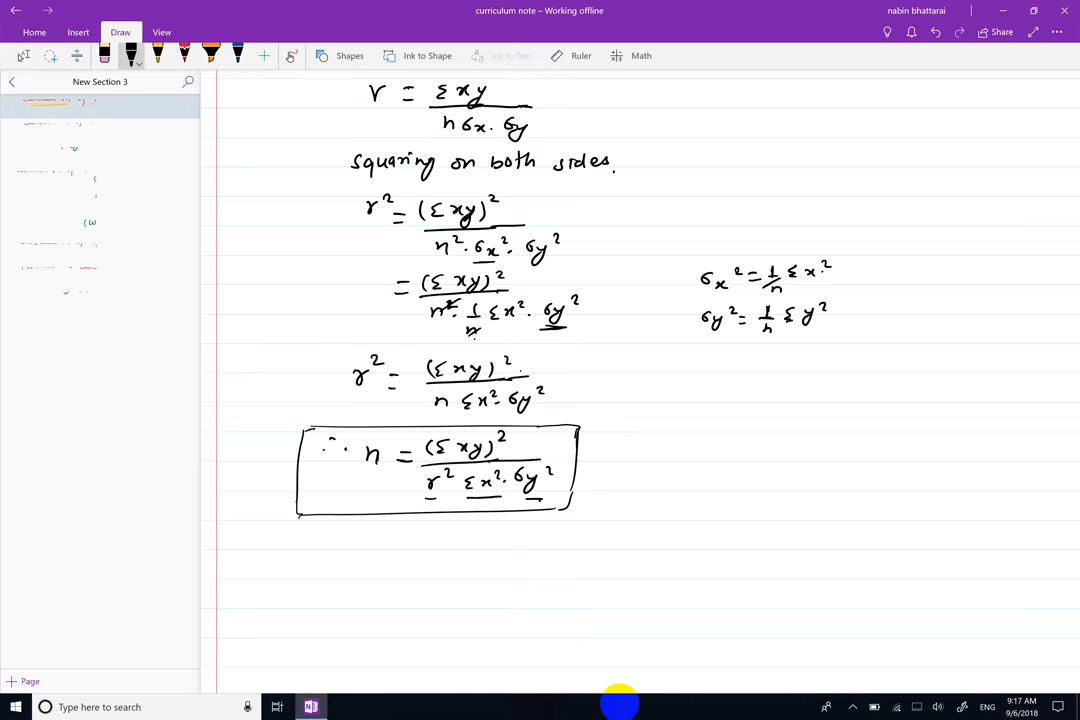 curriculum note – Working offline
nabin bhattarai
Home Insert Draw View
Share
Shapes Ink to Shape Ink to Text Ruler Math
New Section 3
r = Σxy / nσx·σy
squaring on both sides.
r² = (Σxy)² / n²·σx²·σy²
= (Σxy)² / n²·1/n Σx²·σy²
σx² = 1/n Σx²
σy² = 1/n Σy²
r² = (Σxy)² / n Σx²·σy²
∴ n = (Σxy)² / r² Σx²·σy²
+ Page
Type here to search
ENG
9:17 AM
9/6/2018